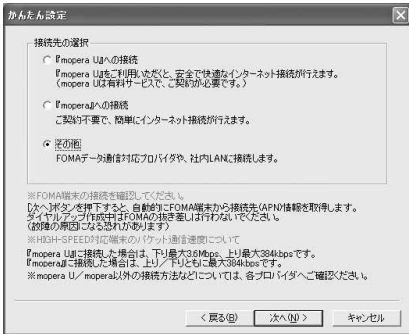 かんたん設定
接続先の選択
『mopera U』への接続
『mopera U』をご利用いただくと、安全で快適なインターネット接続が行えます。
(mopera Uは有料サービスで、ご契約が必要です。)
『mopera』への接続
ご契約不要で、簡単にインターネット接続が行えます。
その他
FOMAデータ通信対応プロバイダや、社内LANに接続します。
※FOMA端末の接続を確認してください。
[次へ]ボタンを押下すると、自動的にFOMA端末から接続先(APN)情報を取得します。
ダイヤルアップ作成中はFOMAの抜き差しは行わないでください。
(故障の原因になる恐れがあります)
※HIGH-SPEED対応端末のパケット通信速度について
『mopera U』に接続した場合は、下り最大3.6Mbps、上り最大384kbpsです。
『mopera』に接続した場合は、上り/下りともに最大384kbpsです。
※mopera U/mopera以外の接続方法などについては、各プロバイダへご確認ください。
< 戻る(B)
次へ(N) >
キャンセル